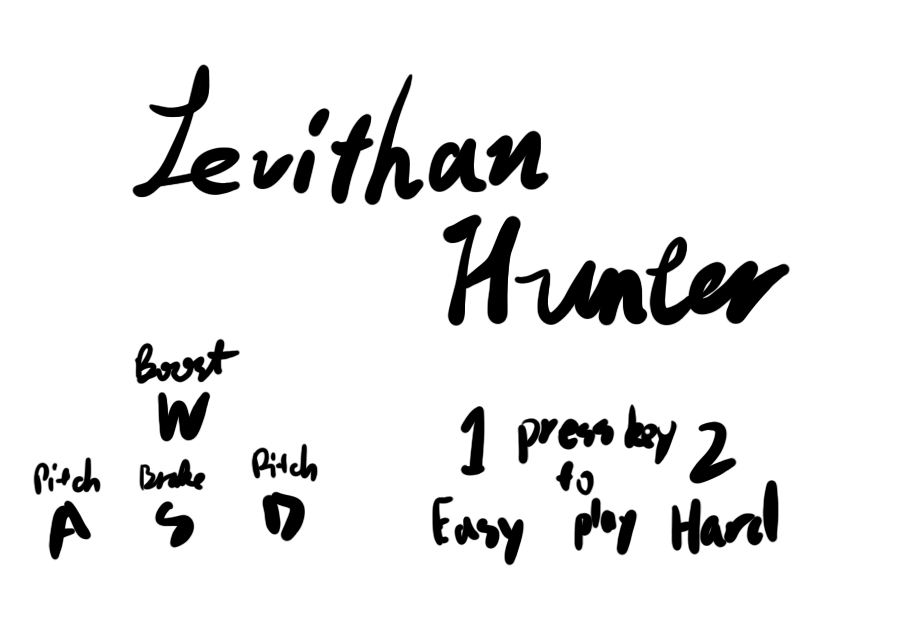 Levithan
Hunter
Boost
W
Pitch Brake Pitch
A S D
1 press key 2
to
Easy play Hard